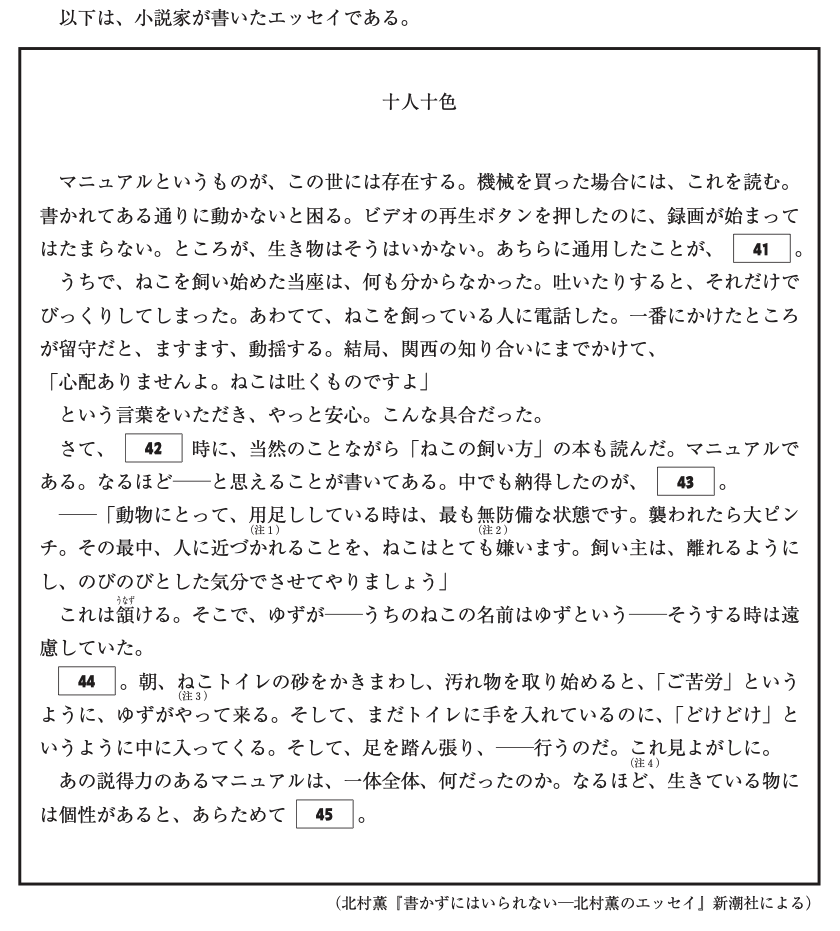 以下は、小説家が書いたエッセイである。
十人十色
マニュアルというものが、この世には存在する。機械を買った場合には、これを読む。
書かれてある通りに動かないと困る。ビデオの再生ボタンを押したのに、録画が始まって
はたまらない。ところが、生き物はそうはいかない。あちらに通用したことが、 41 。
うちで、ねこを飼い始めた当座は、何も分からなかった。吐いたりすると、それだけで
びっくりしてしまった。あわてて、ねこを飼っている人に電話した。一番にかけたところ
が留守だと、ますます、動揺する。結局、関西の知り合いにまでかけて、
「心配ありませんよ。ねこは吐くものですよ」
という言葉をいただき、やっと安心。こんな具合だった。
さて、 42 時に、当然のことながら「ねこの飼い方」の本も読んだ。マニュアルで
ある。なるほど――と思えることが書いてある。中でも納得したのが、 43 。
――「動物にとって、用足ししている時は、最も無防備な状態です。襲われたら大ピン
(注1) (注2)
チ。その最中、人に近づかれることを、ねこはとても嫌います。飼い主は、離れるように
し、のびのびとした気分でさせてやりましょう」
うなず
これは頷ける。そこで、ゆずが――うちのねこの名前はゆずという――そうする時は遠
慮していた。
44 。朝、ねこトイレの砂をかきまわし、汚れ物を取り始めると、「ご苦労」という
(注3)
ように、ゆずがやって来る。そして、まだトイレに手を入れているのに、「どけどけ」と
いうように中に入ってくる。そして、足を踏ん張り、――行うのだ。これ見よがしに。
(注4)
あの説得力のあるマニュアルは、一体全体、何だったのか。なるほど、生きている物に
は個性があると、あらためて 45 。
(北村薫『書かずにはいられない―北村薫のエッセイ』新潮社による)